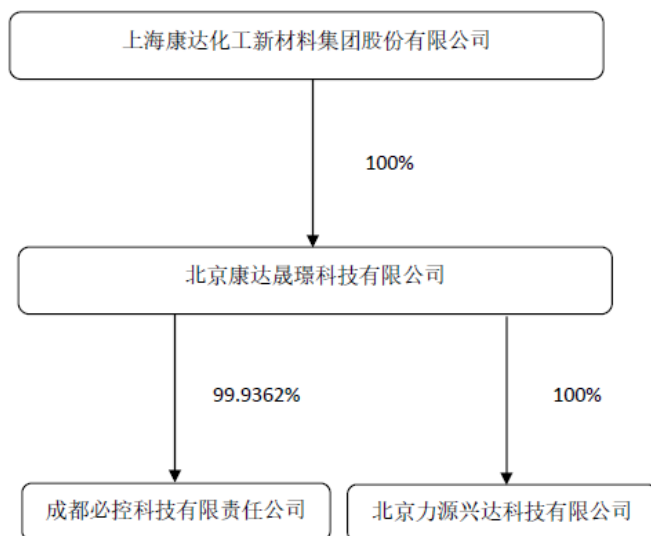 上海康达化工新材料集团股份有限公司
100%
北京康达晟璟科技有限公司
99.9362%
100%
成都必控科技有限责任公司
北京力源兴达科技有限公司